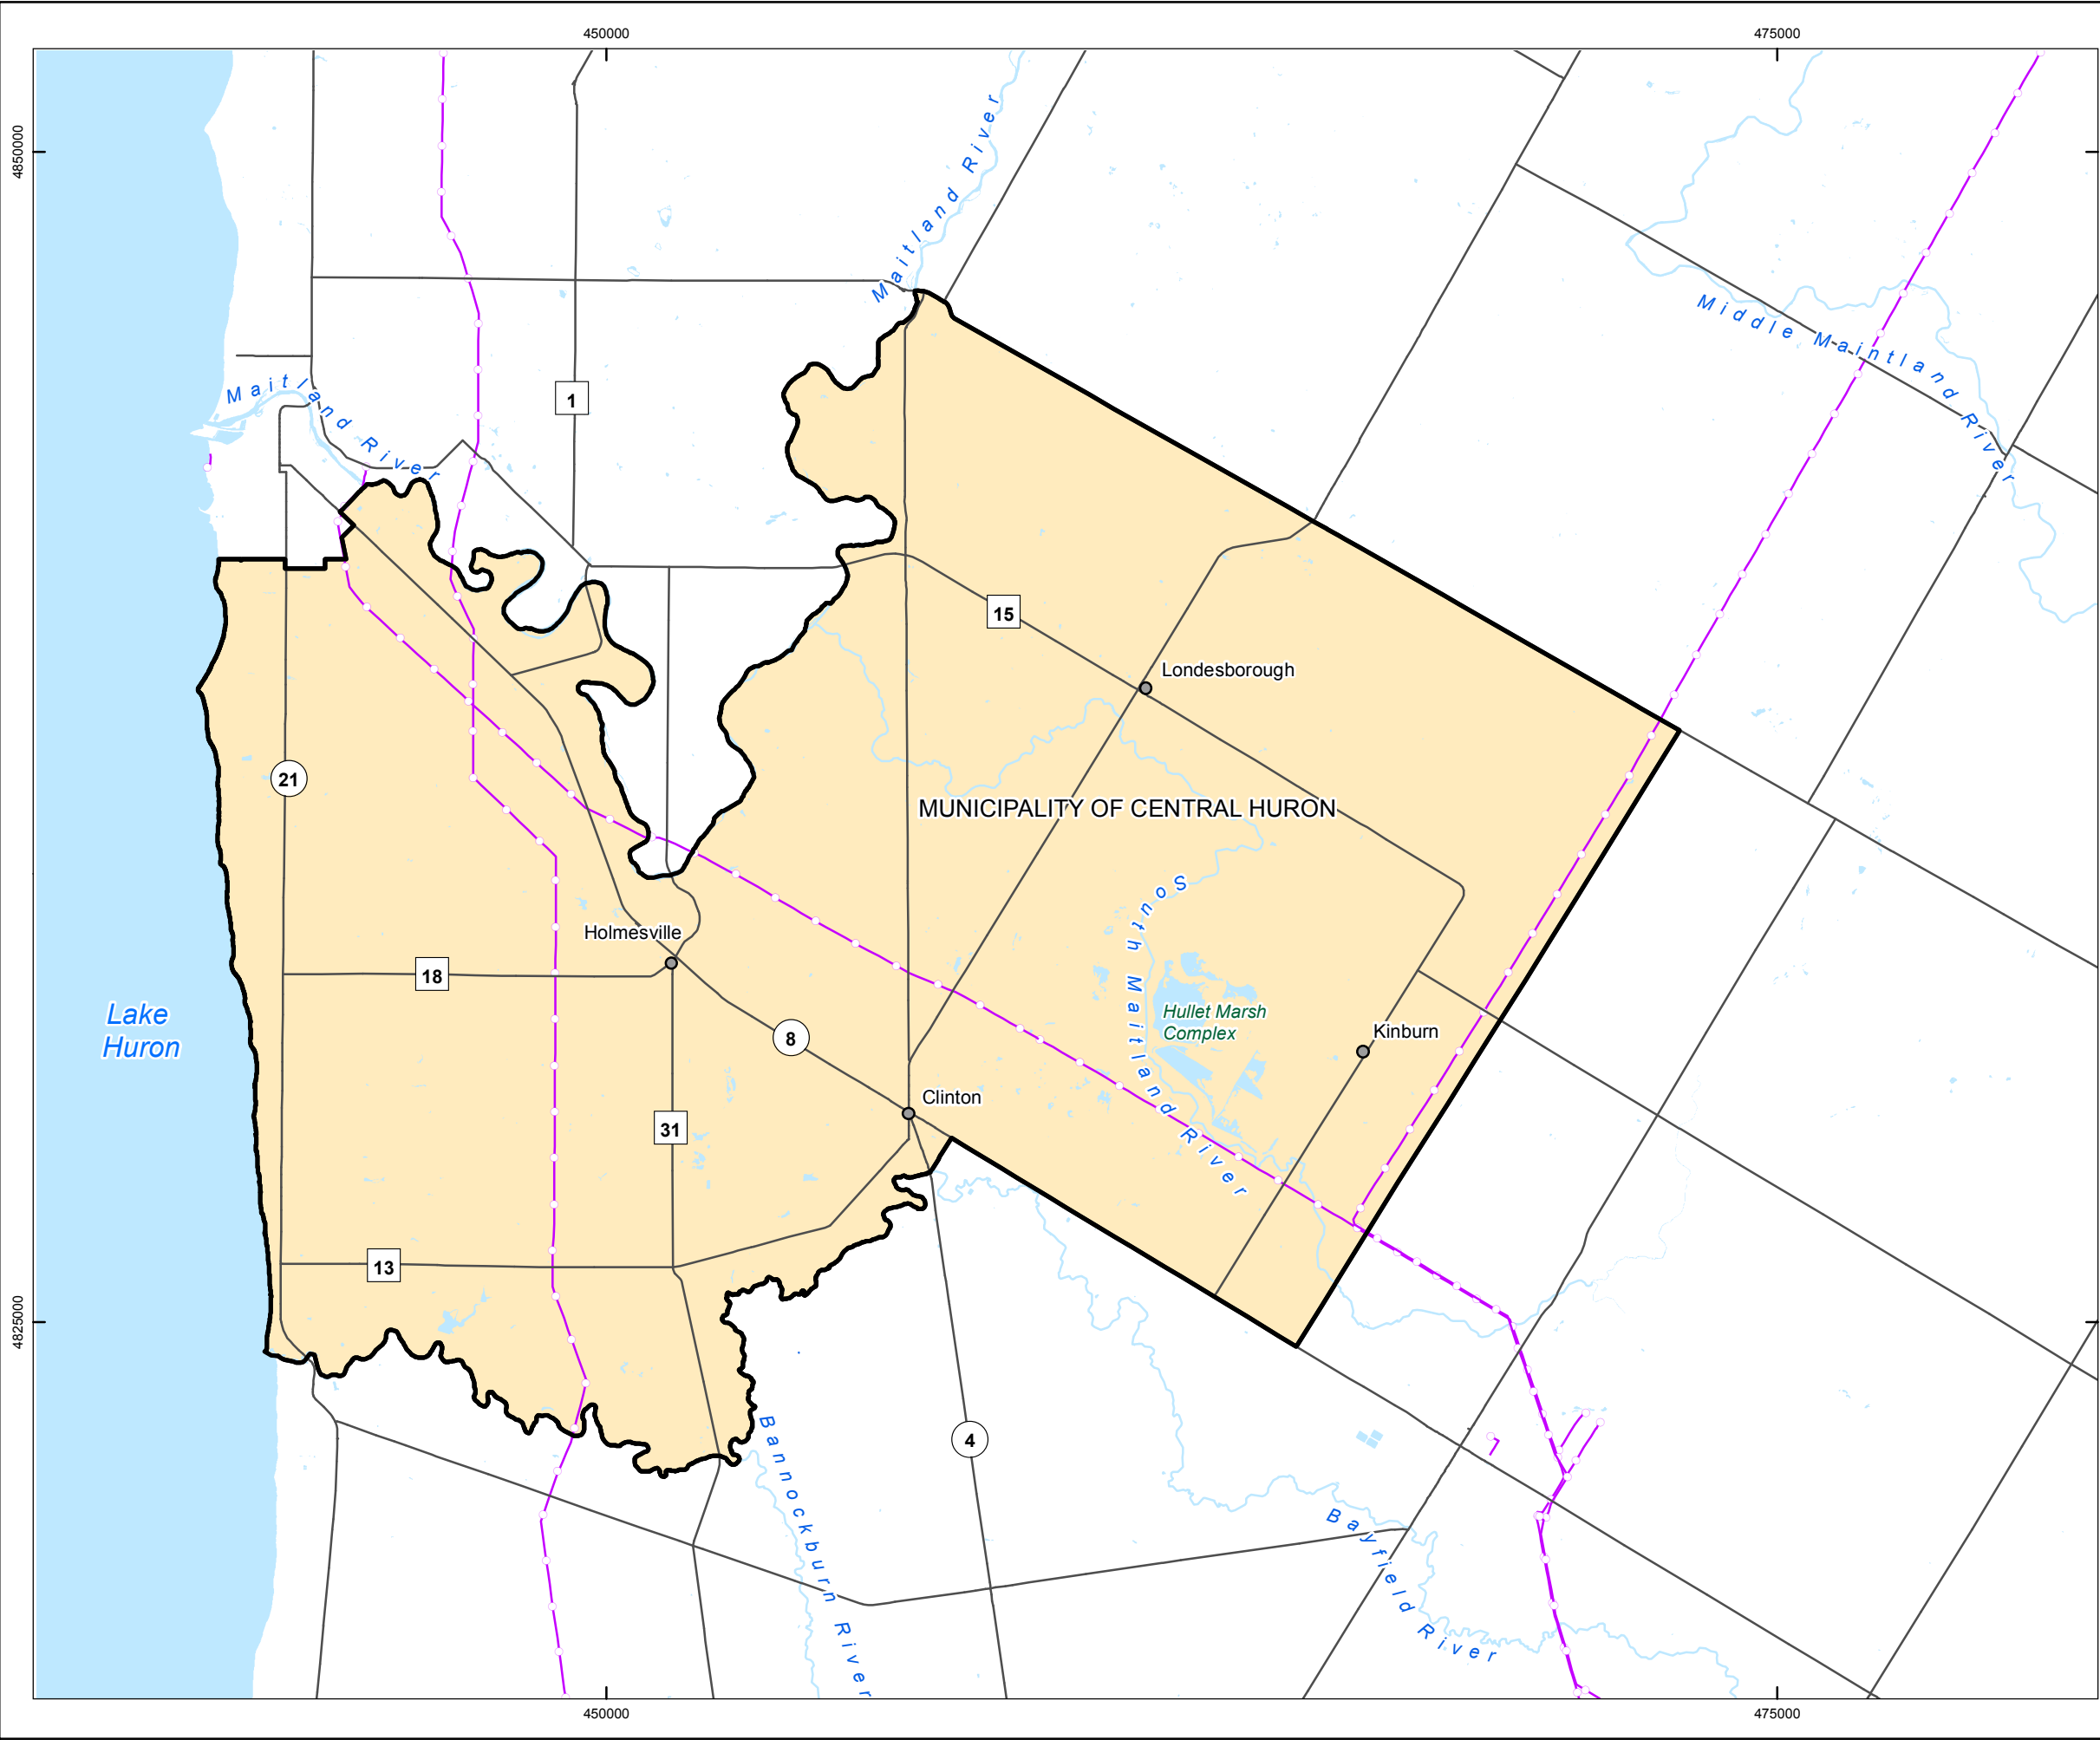 450000
475000
4850000
Maitland River
Middle Maintland River
Maitland River
1
15
Londesborough
21
MUNICIPALITY OF CENTRAL HURON
South Maitland River
Holmesville
18
Lake
Huron
Hullet Marsh
Complex
Kinburn
8
Clinton
31
13
4825000
4
Bannockburn River
Bayfield River
450000
475000